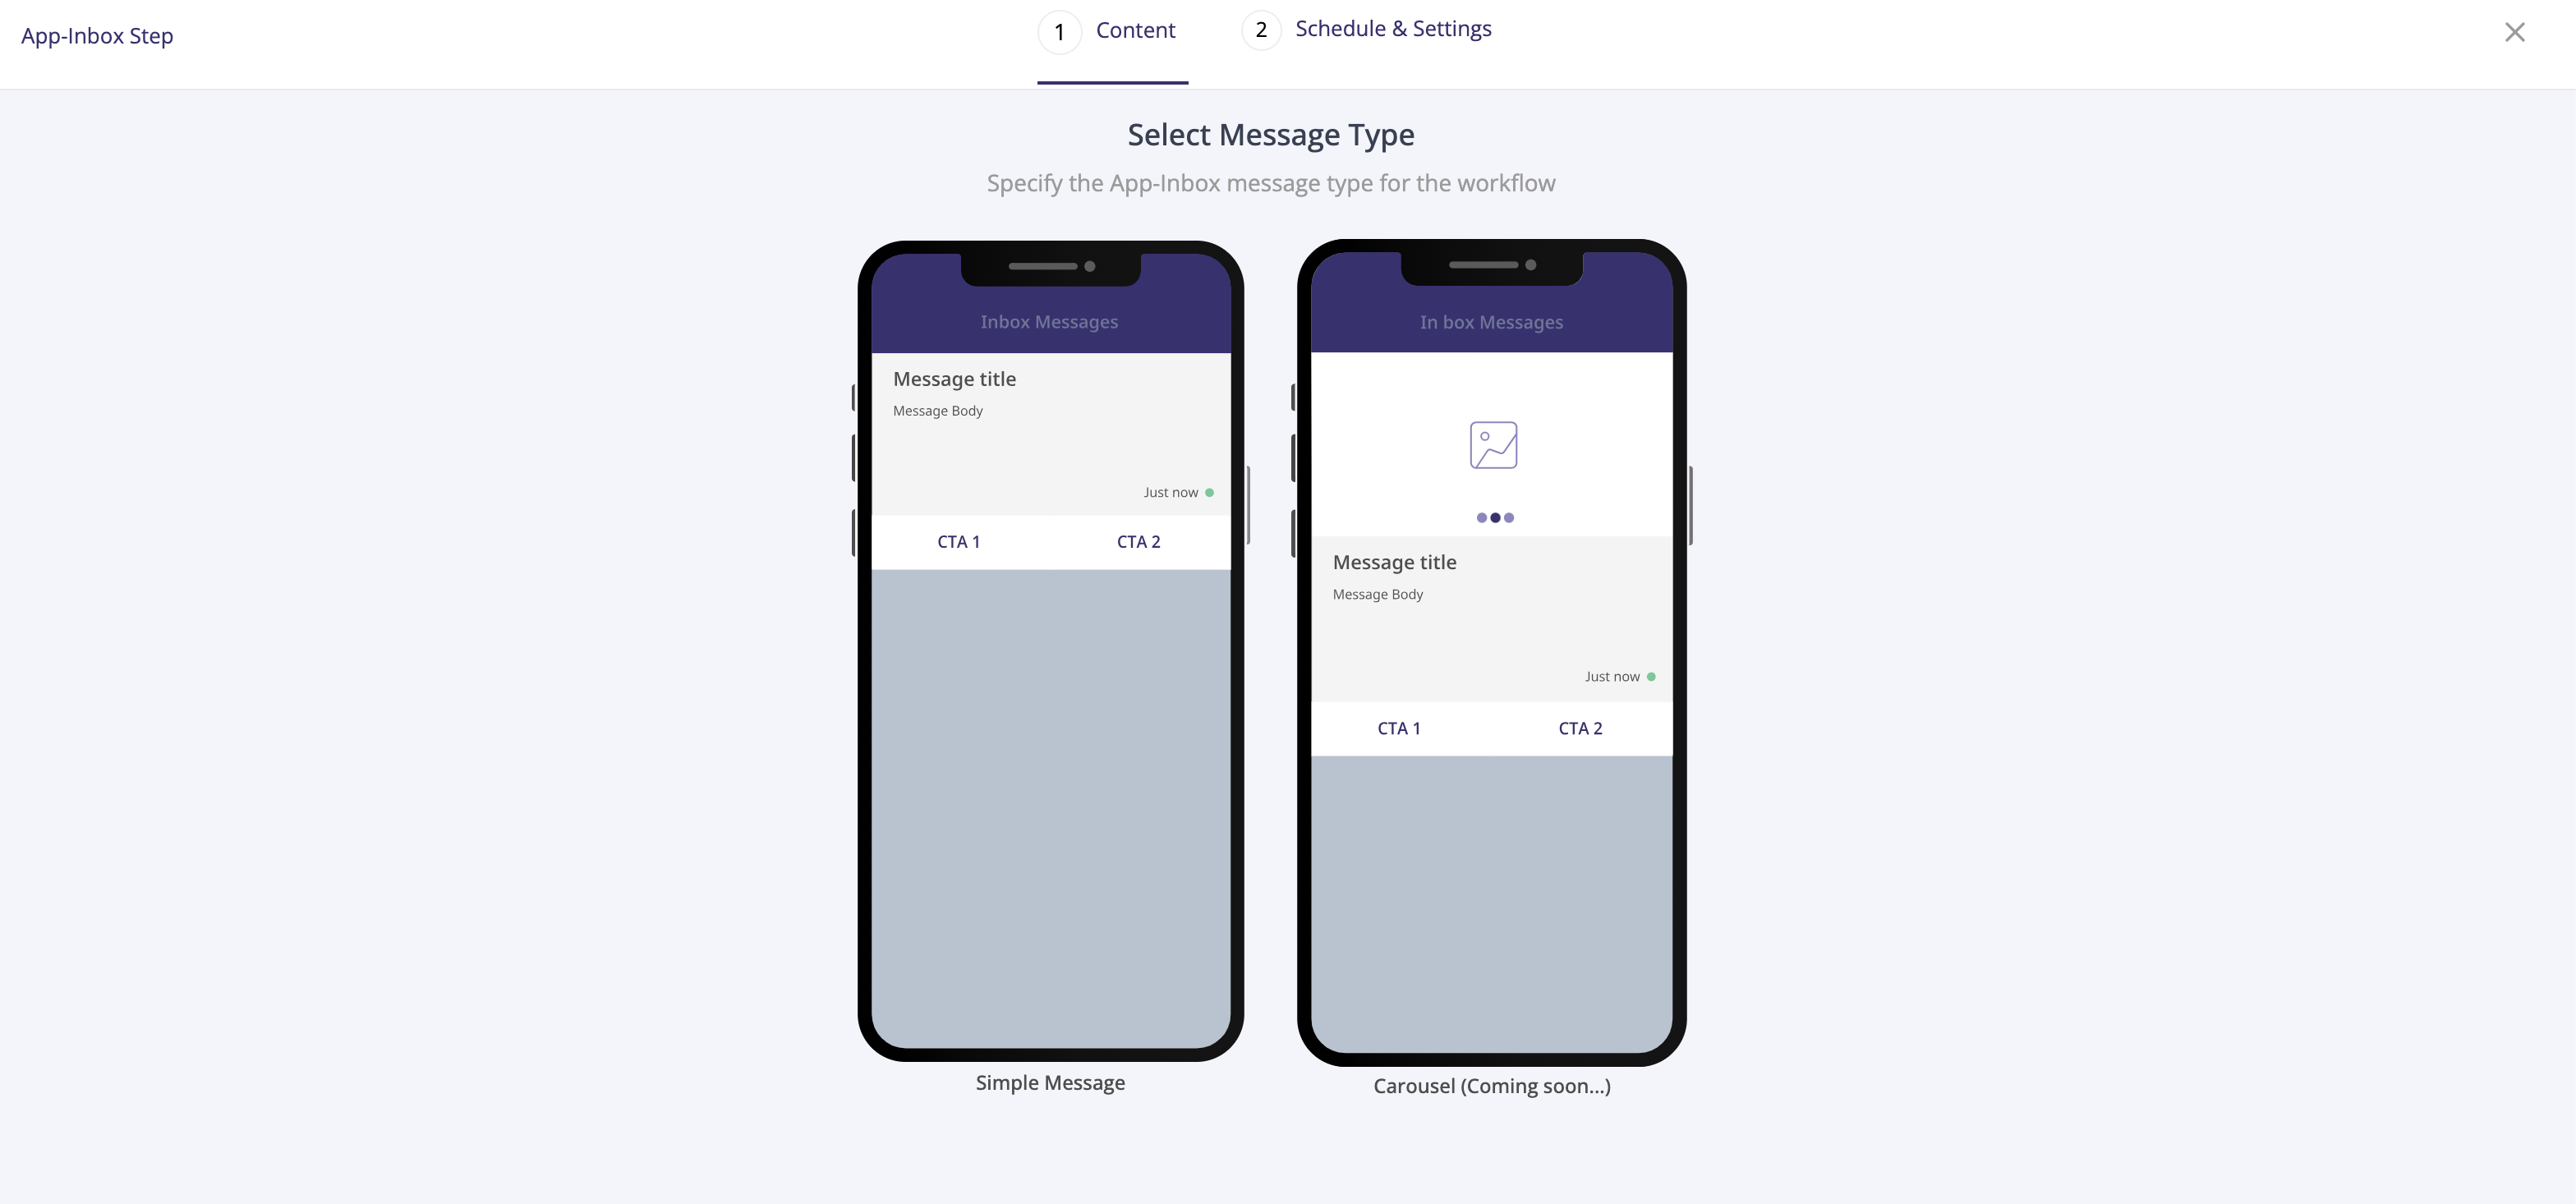 App-Inbox Step
1 Content
2 Schedule & Settings
Select Message Type
Specify the App-Inbox message type for the workflow
Inbox Messages
Message title
Message Body
Just now
CTA 1 CTA 2
Simple Message
In box Messages
Message title
Message Body
Just now
CTA 1 CTA 2
Carousel (Coming soon...)